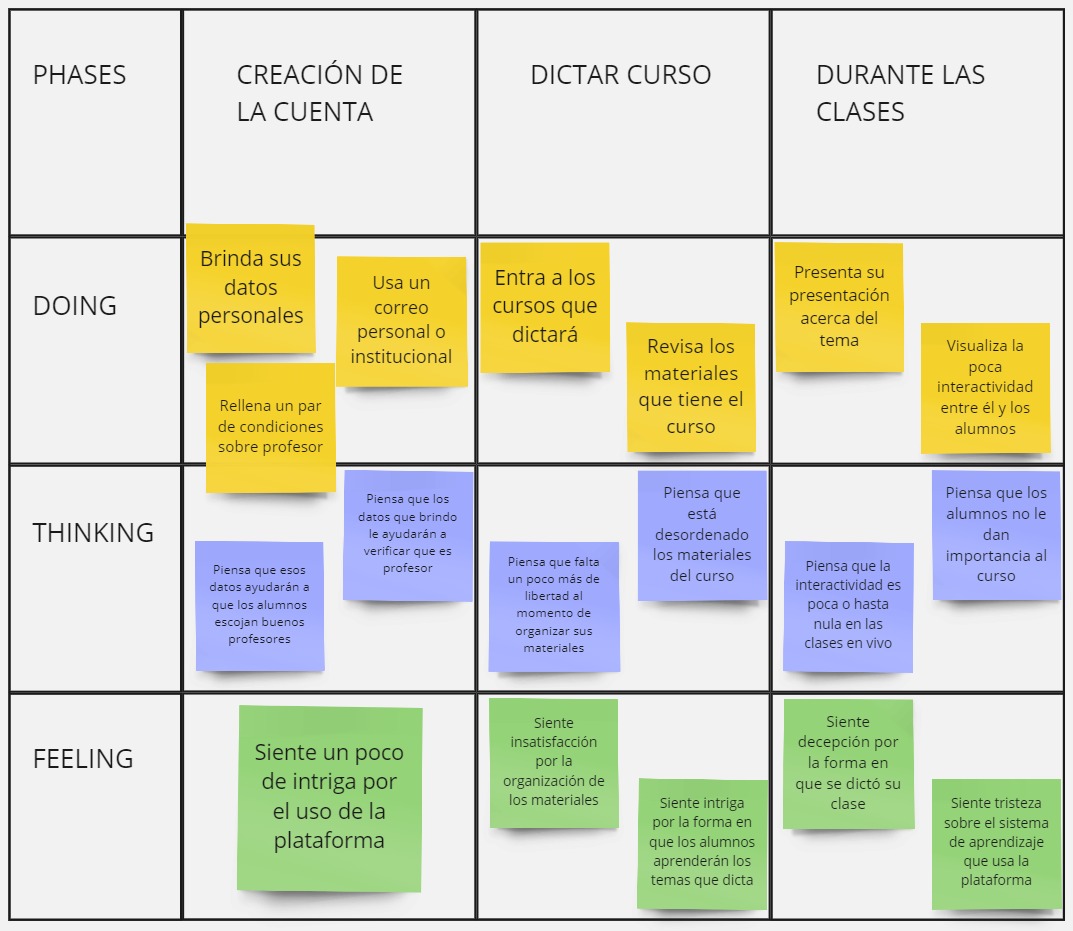 PHASES
CREACIÓN DE
LA CUENTA
DICTAR CURSO
DURANTE LAS
CLASES
DOING
Brinda sus
datos
personales
Usa un
correo
personal o
institucional
Rellena un par
de condiciones
sobre profesor
Entra a los
cursos que
dictará
Revisa los
materiales
que tiene el
curso
Presenta su
presentación
acerca del
tema
Visualiza la
poca
interactividad
entre él y los
alumnos
THINKING
Piensa que esos
datos ayudarán a
que los alumnos
escojan buenos
profesores
Piensa que los
datos que brindo
le ayudarán a
verificar que es
profesor
Piensa que falta
un poco más de
libertad al
momento de
organizar sus
materiales
Piensa que
está
desordenado
los materiales
del curso
Piensa que la
interactividad es
poca o hasta
nula en las
clases en vivo
Piensa que los
alumnos no le
dan
importancia al
curso
FEELING
Siente un poco
de intriga por
el uso de la
plataforma
Siente
insatisfacción
por la
organización de
los materiales
Siente intriga
por la forma en
que los alumnos
aprenderán los
temas que dicta
Siente
decepción por
la forma en
que se dictó su
clase
Siente tristeza
sobre el sistema
de aprendizaje
que usa la
plataforma